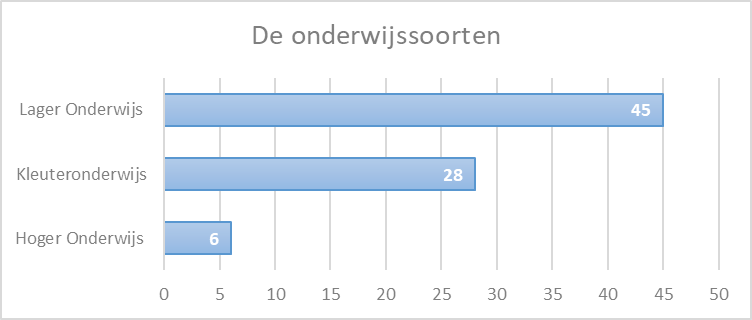 De onderwijssoorten
Lager Onderwijs 45
Kleuteronderwijs 28
Hoger Onderwijs 6
0 5 10 15 20 25 30 35 40 45 50